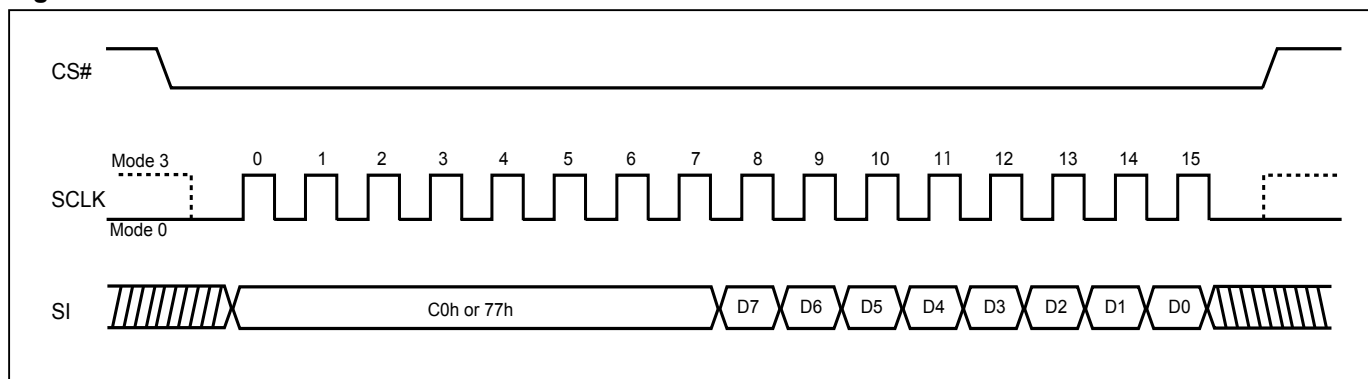 CS#
Mode 3
0 1 2 3 4 5 6 7 8 9 10 11 12 13 14 15
SCLK
Mode 0
SI
C0h or 77h
D7 D6 D5 D4 D3 D2 D1 D0